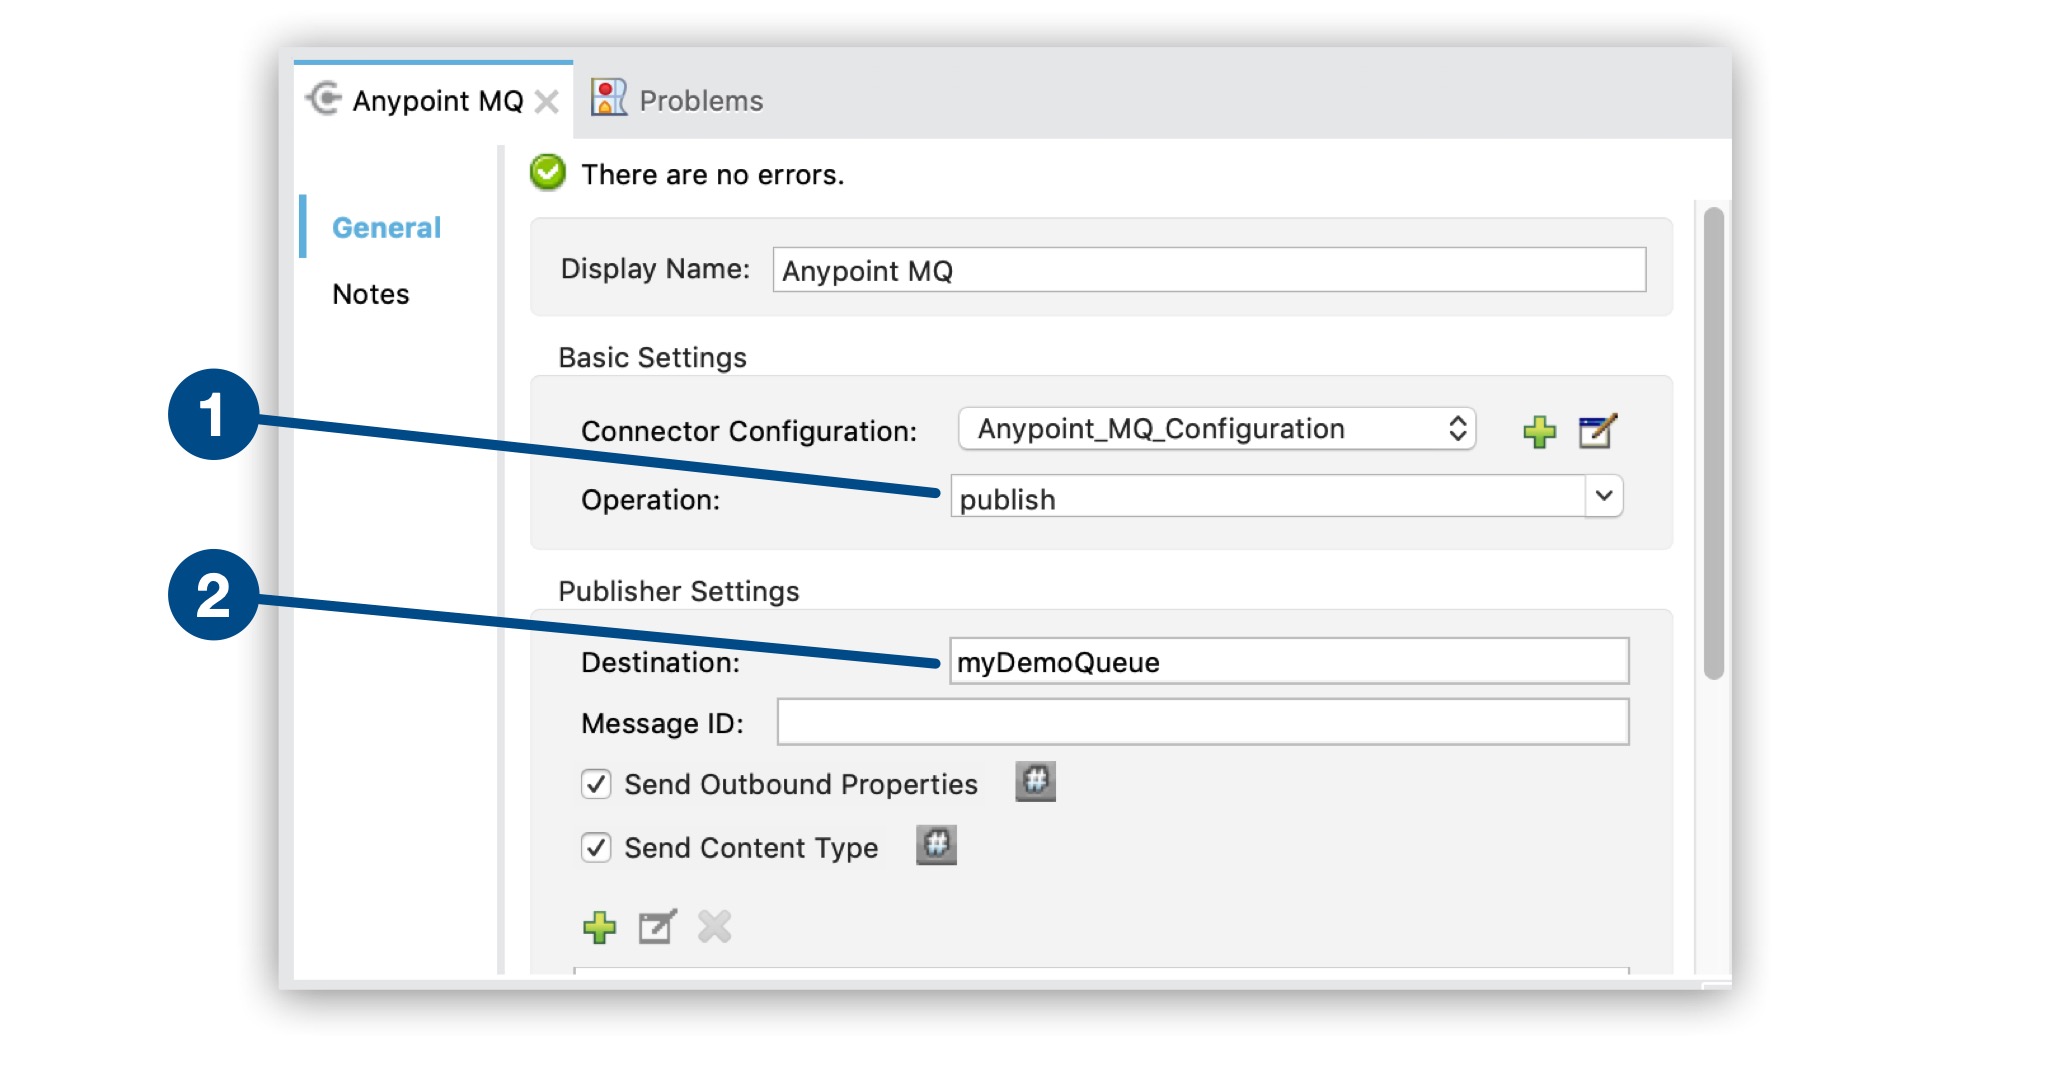 Anypoint MQ
Problems
There are no errors.
General
Notes
Display Name: Anypoint MQ
Basic Settings
1
Connector Configuration: Anypoint_MQ_Configuration
Operation: publish
2
Publisher Settings
Destination: myDemoQueue
Message ID:
Send Outbound Properties #
Send Content Type #